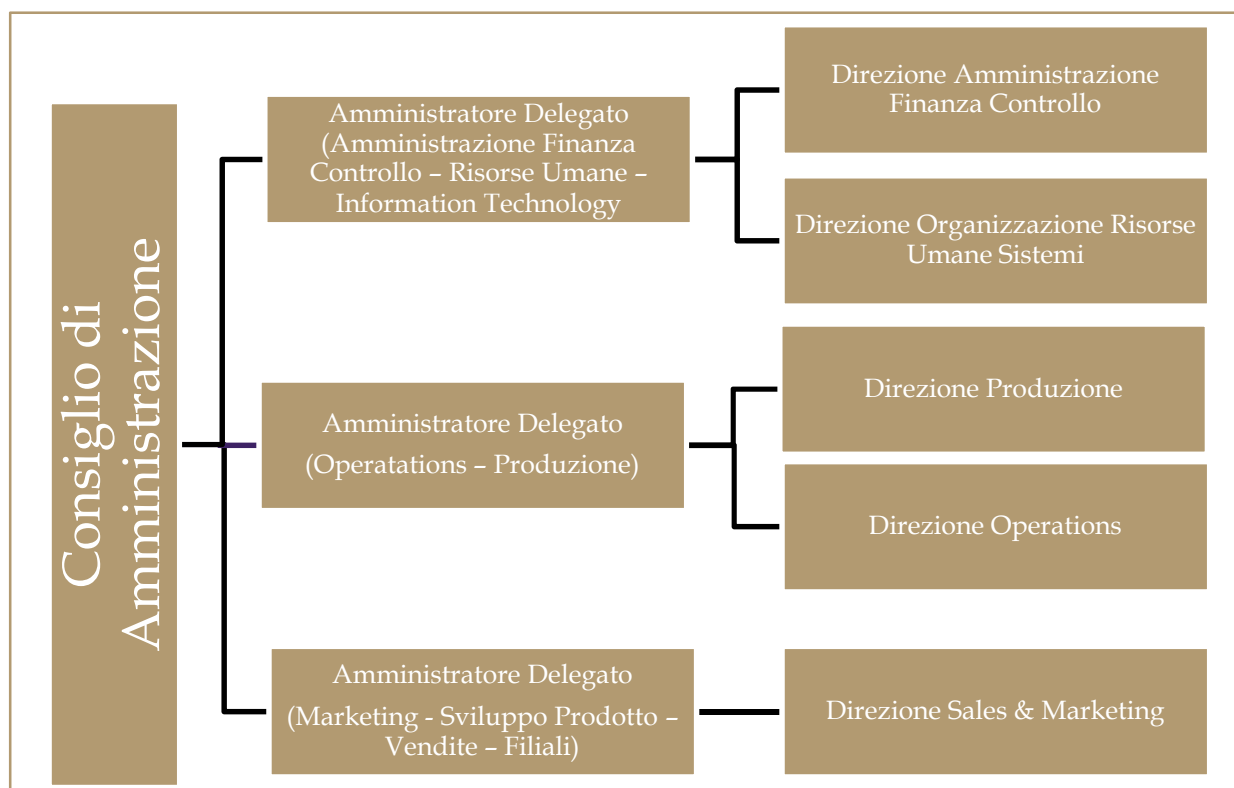 Consiglio di
Amministrazione
Amministratore Delegato
(Amministrazione Finanza
Controllo – Risorse Umane –
Information Technology
Direzione Amministrazione
Finanza Controllo
Direzione Organizzazione Risorse
Umane Sistemi
Amministratore Delegato
(Operatations – Produzione)
Direzione Produzione
Direzione Operations
Amministratore Delegato
(Marketing - Sviluppo Prodotto –
Vendite – Filiali)
Direzione Sales & Marketing